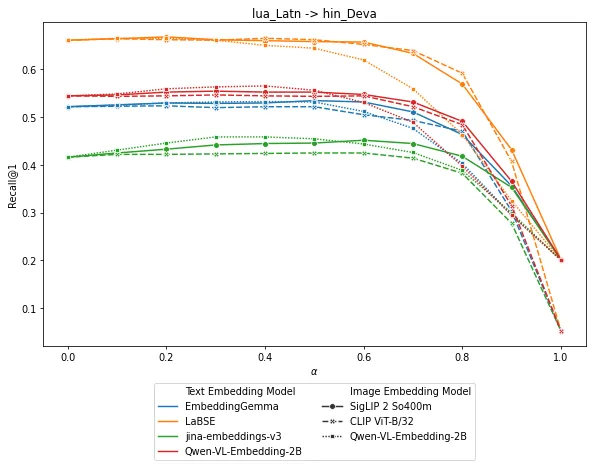 lua_Latn -> hin_Deva
Recall@1
0.6
0.5
0.4
0.3
0.2
0.1
0.0 0.2 0.4 0.6 0.8 1.0
α
Text Embedding Model Image Embedding Model
EmbeddingGemma SigLIP 2 So400m
LaBSE CLIP ViT-B/32
jina-embeddings-v3 Qwen-VL-Embedding-2B
Qwen-VL-Embedding-2B